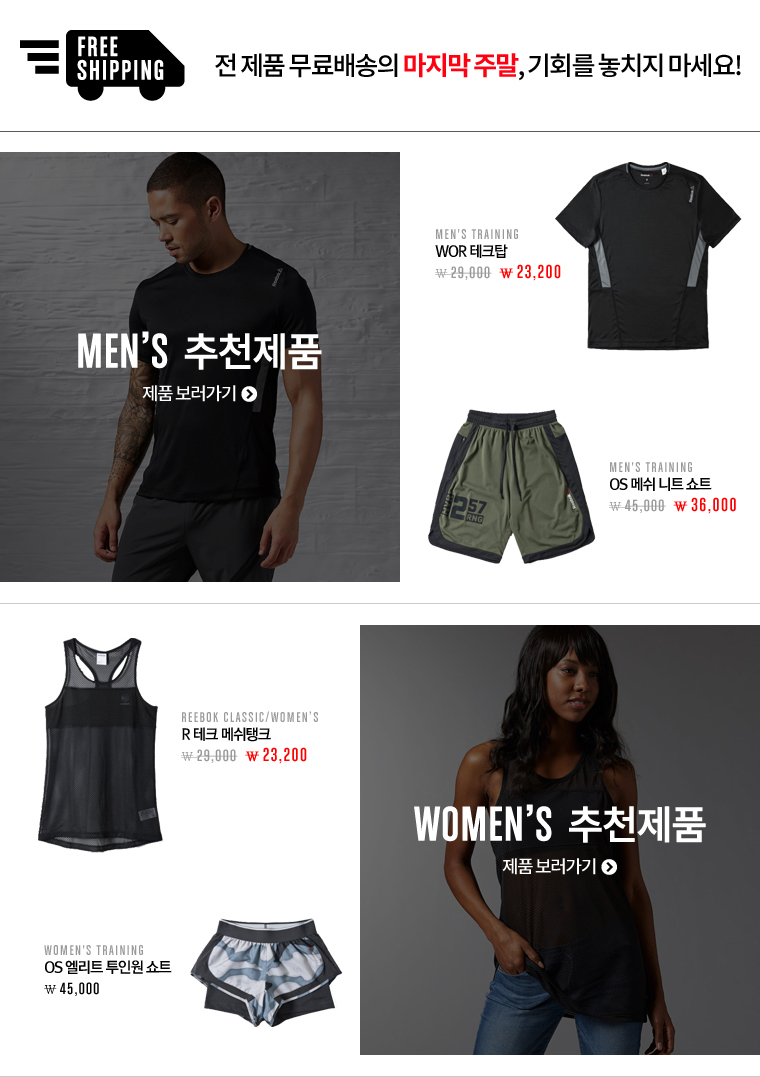 FREE
SHIPPING
전 제품 무료배송의 마지막 주말, 기회를 놓치지 마세요!
MEN'S 추천제품
제품 보러가기
MEN'S TRAINING
WOR 테크탑
₩ 29,000 ₩ 23,200
257
RNG
MEN'S TRAINING
OS 메쉬 니트 쇼트
₩ 45,000 ₩ 36,000
REEBOK CLASSIC/WOMEN'S
R 테크 메쉬탱크
₩ 29,000 ₩ 23,200
WOMEN'S 추천제품
제품 보러가기
WOMEN'S TRAINING
OS 엘리트 투인원 쇼트
₩ 45,000